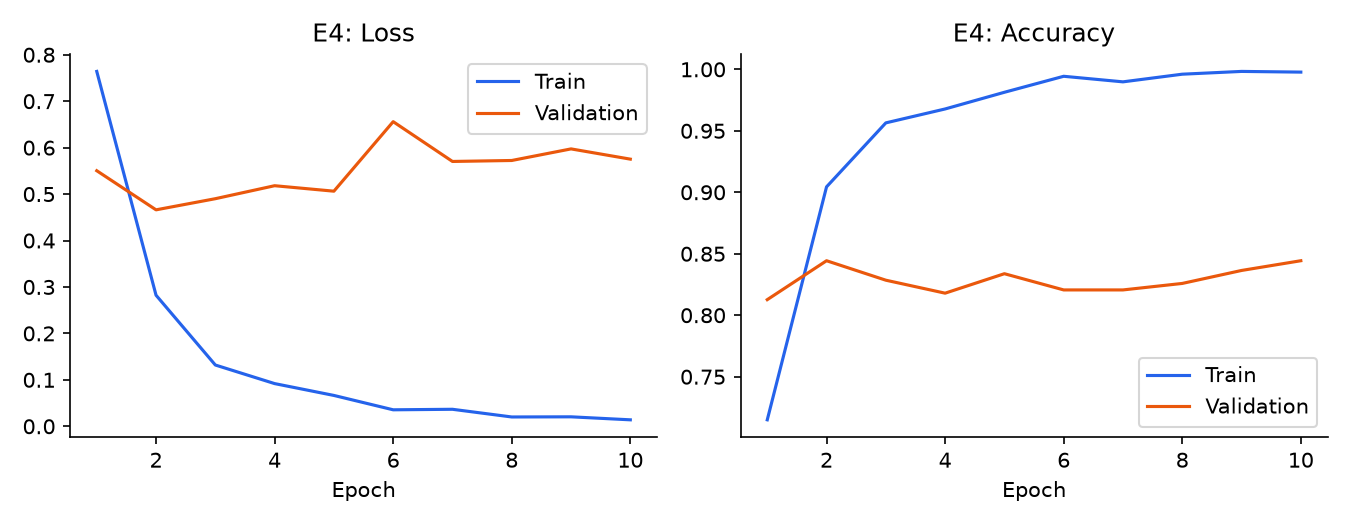 E4: Loss
0.8
0.7
0.6
0.5
0.4
0.3
0.2
0.1
0.0
Train
Validation
2 4 6 8 10
Epoch
E4: Accuracy
1.00
0.95
0.90
0.85
0.80
0.75
Train
Validation
2 4 6 8 10
Epoch